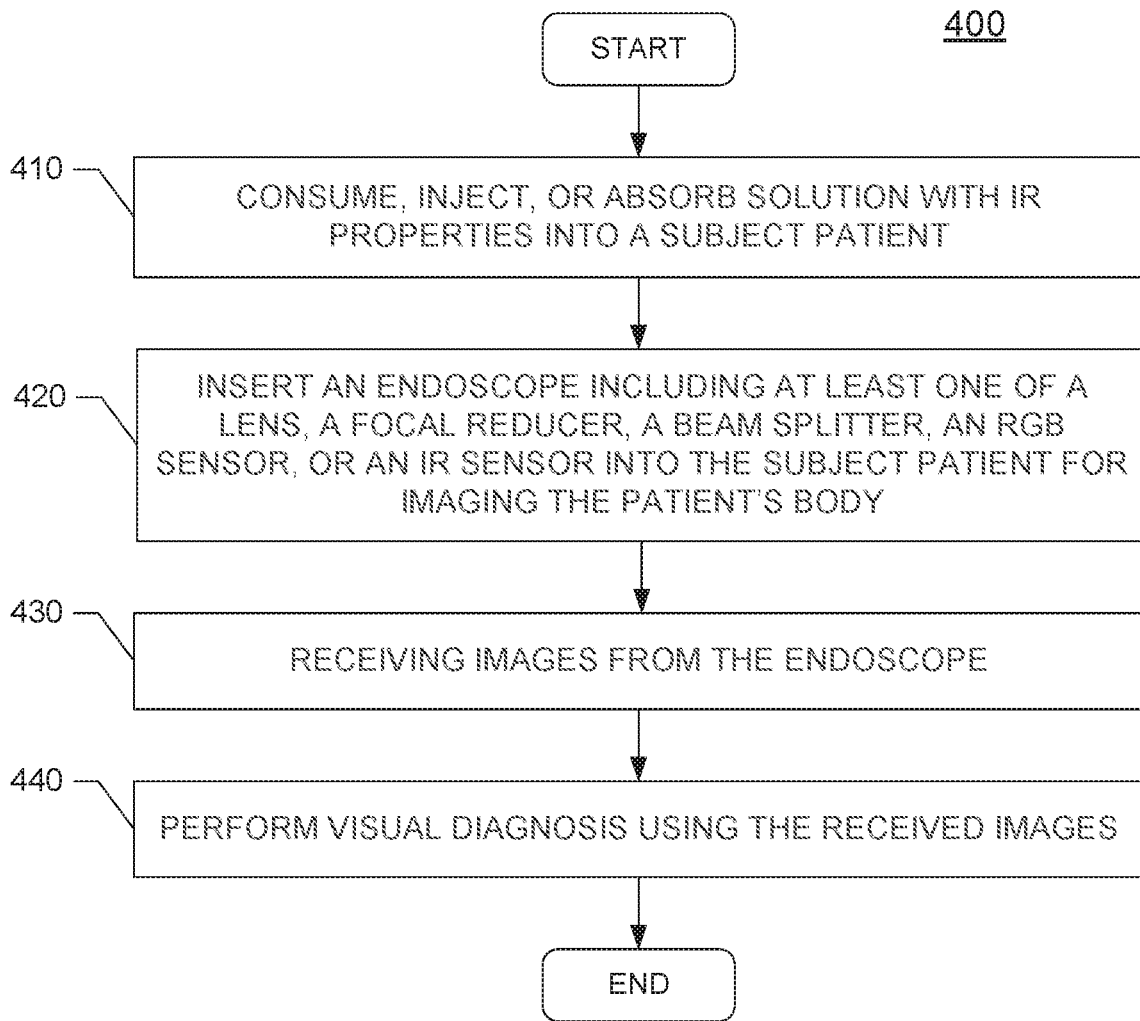 400
START
410
CONSUME, INJECT, OR ABSORB SOLUTION WITH IR
PROPERTIES INTO A SUBJECT PATIENT
420
INSERT AN ENDOSCOPE INCLUDING AT LEAST ONE OF A
LENS, A FOCAL REDUCER, A BEAM SPLITTER, AN RGB
SENSOR, OR AN IR SENSOR INTO THE SUBJECT PATIENT FOR
IMAGING THE PATIENT'S BODY
430
RECEIVING IMAGES FROM THE ENDOSCOPE
440
PERFORM VISUAL DIAGNOSIS USING THE RECEIVED IMAGES
END